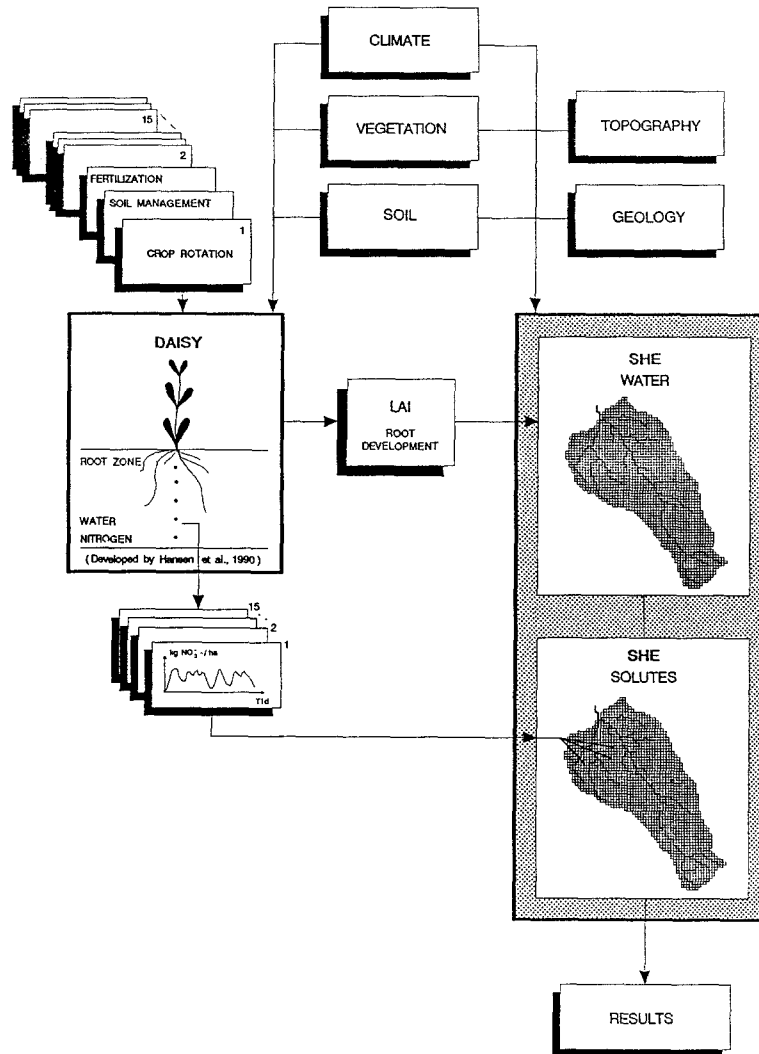 CLIMATE
15
VEGETATION
TOPOGRAPHY
2
FERTILIZATION
SOIL MANAGEMENT
SOIL
GEOLOGY
1
CROP ROTATION
DAISY
SHE
WATER
LAI
ROOT
DEVELOPMENT
ROOT ZONE
WATER
NITROGEN
(Developed by Hansen et al., 1990)
15
2
1
kg NO₃⁻/ha
Tid
SHE
SOLUTES
RESULTS